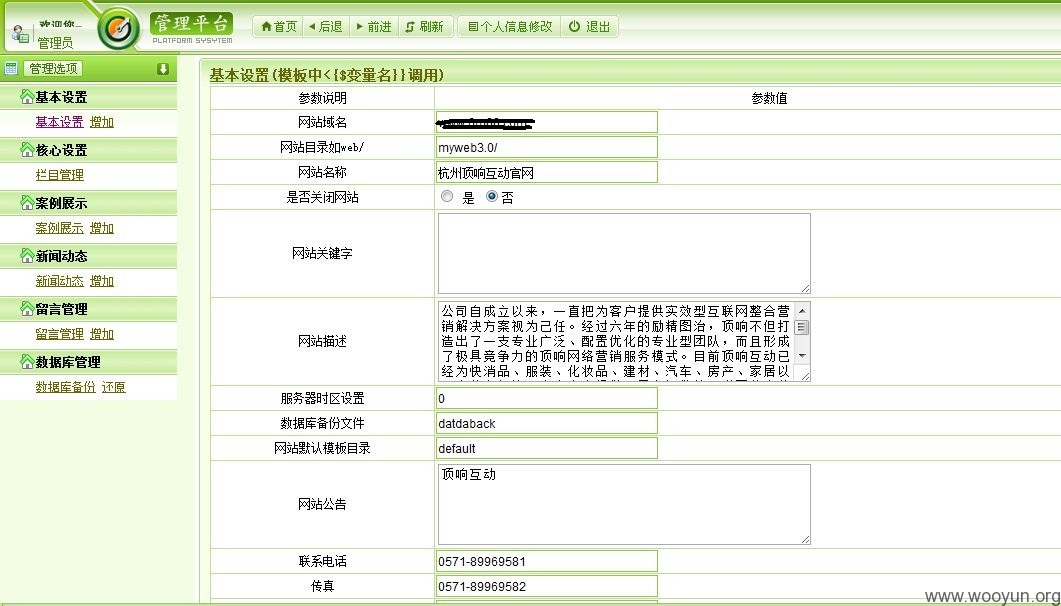 欢迎您~
管理员
管理平台
PLATFORM SYSYTEM
首页 后退 前进 刷新 个人信息修改 退出
管理选项
基本设置
基本设置 增加
核心设置
栏目管理
案例展示
案例展示 增加
新闻动态
新闻动态 增加
留言管理
留言管理 增加
数据库管理
数据库备份 还原
基本设置(模板中<{$变量名}}调用)
参数说明 参数值
网站域名
网站目录如web/ myweb3.0/
网站名称 杭州顶响互动官网
是否关闭网站 是 否
网站关键字
网站描述
公司自成立以来，一直把为客户提供实效型互联网整合营
销解决方案视为己任。经过六年的励精图治，顶响不但打
造出了一支专业广泛、配置优化的专业型团队，而且形成
了极具竞争力的顶响网络营销服务模式。目前顶响互动已
经为快消品、服装、化妆品、建材、汽车、房产、家居以
服务器时区设置 0
数据库备份文件 datdaback
网站默认模板目录 default
网站公告 顶响互动
联系电话 0571-89969581
传真 0571-89969582
www.wooyun.org